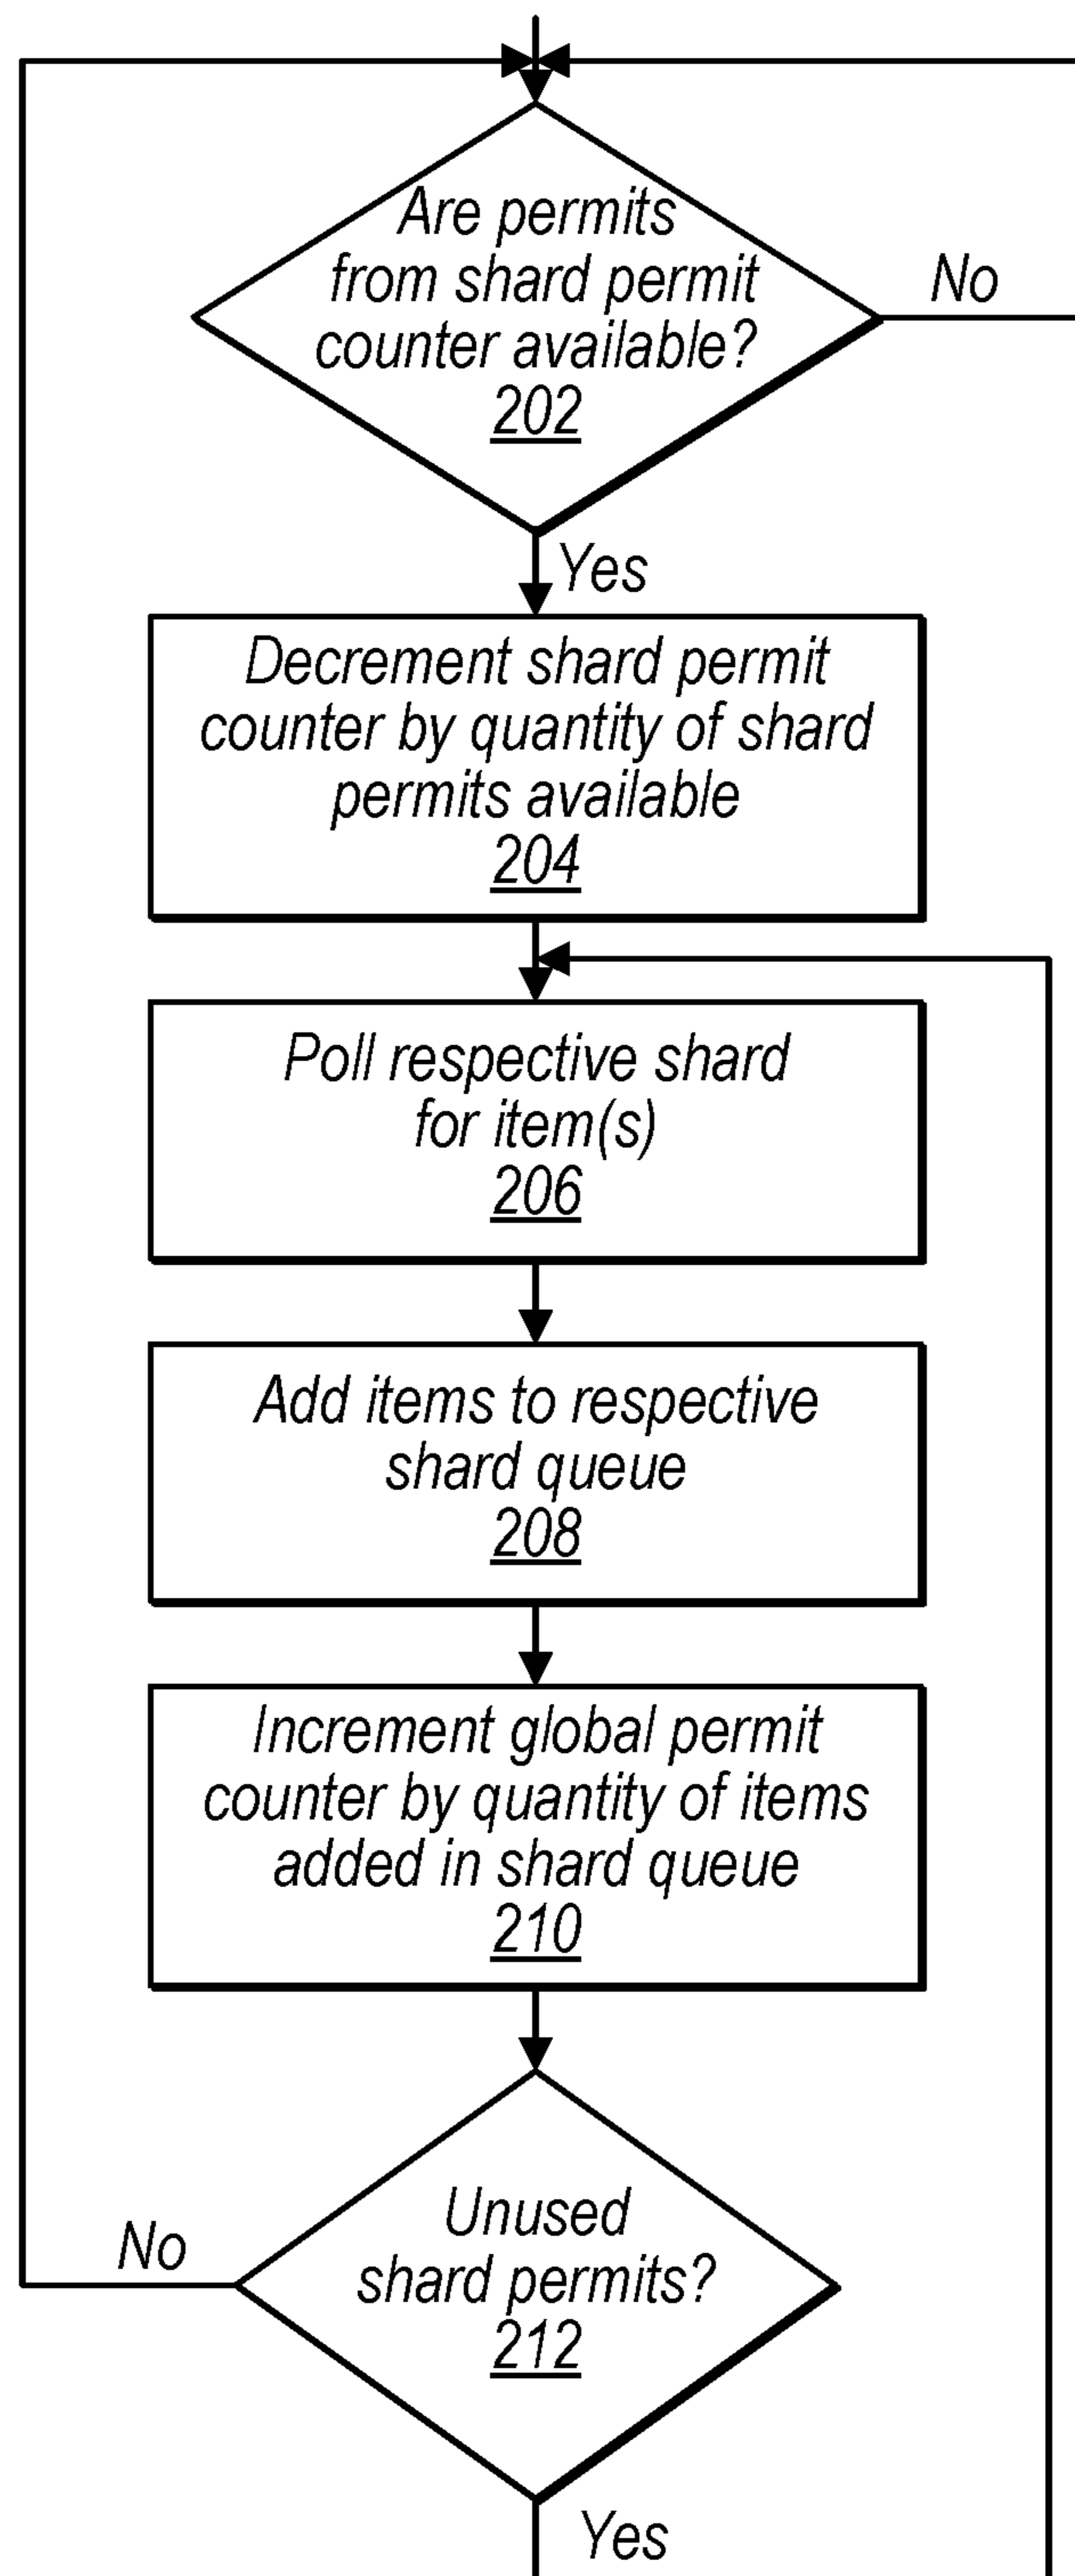 Are permits
from shard permit
counter available?
202
No
Yes
Decrement shard permit
counter by quantity of shard
permits available
204
Poll respective shard
for item(s)
206
Add items to respective
shard queue
208
Increment global permit
counter by quantity of items
added in shard queue
210
Unused
shard permits?
212
No
Yes